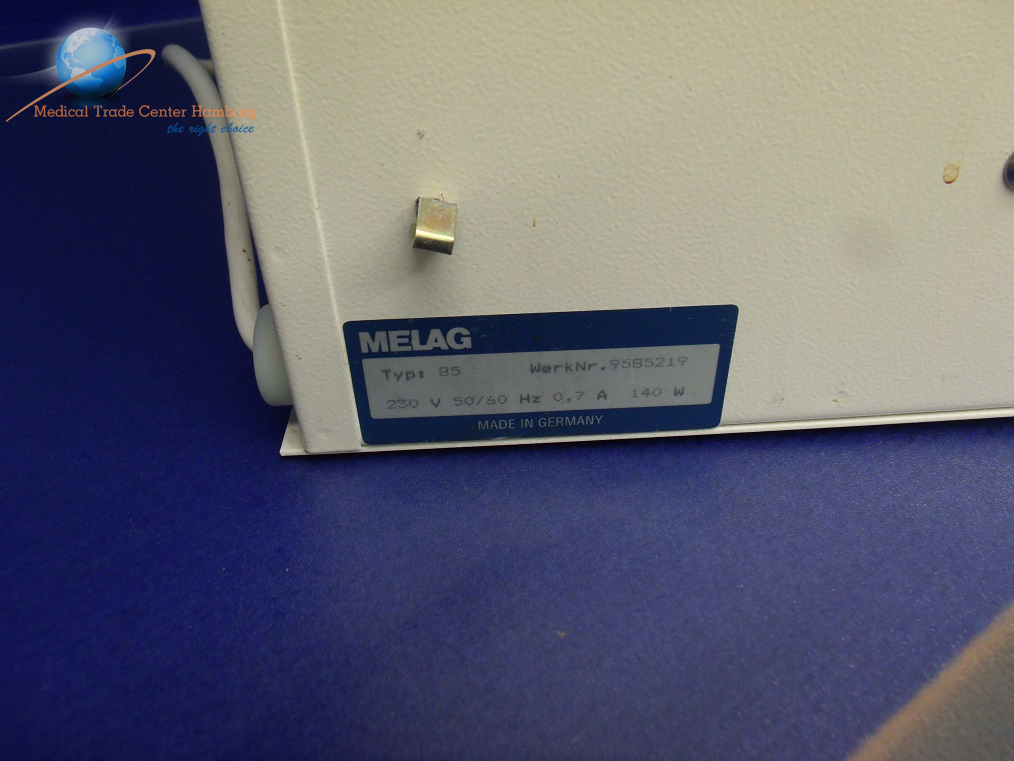 Medical Trade Center Hamburg
the right choice
MELAG®
Typ: 85 WerkNr.9585219
230 V 50/60 Hz 0,7 A 140 W
MADE IN GERMANY